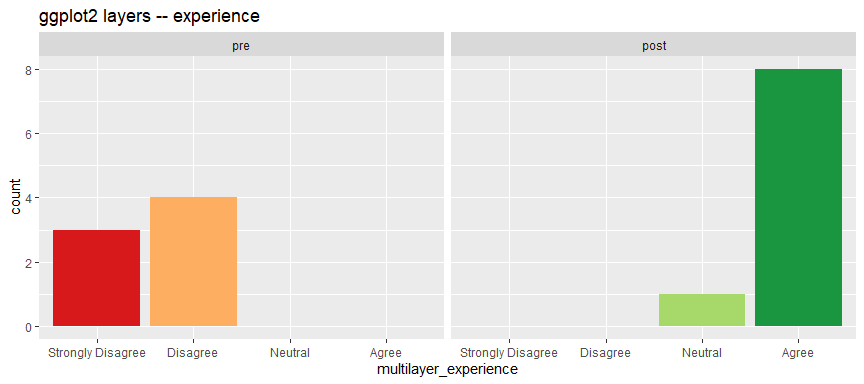 ggplot2 layers -- experience
pre
post
count
8
6
4
2
0
Strongly Disagree
Disagree
Neutral
Agree
Strongly Disagree
Disagree
Neutral
Agree
multilayer_experience